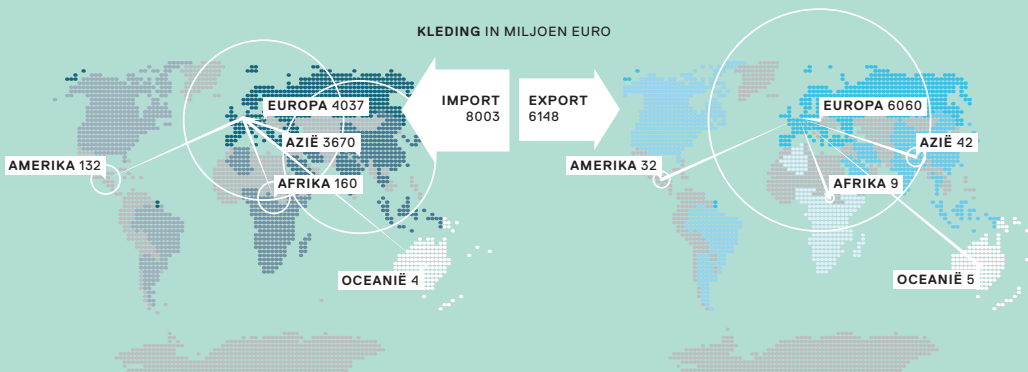 KLEDING IN MILJOEN EURO
IMPORT
8003
EXPORT
6148
EUROPA 4037
AZIË 3670
AMERIKA 132
AFRIKA 160
OCEANIË 4
EUROPA 6060
AZIË 42
AMERIKA 32
AFRIKA 9
OCEANIË 5